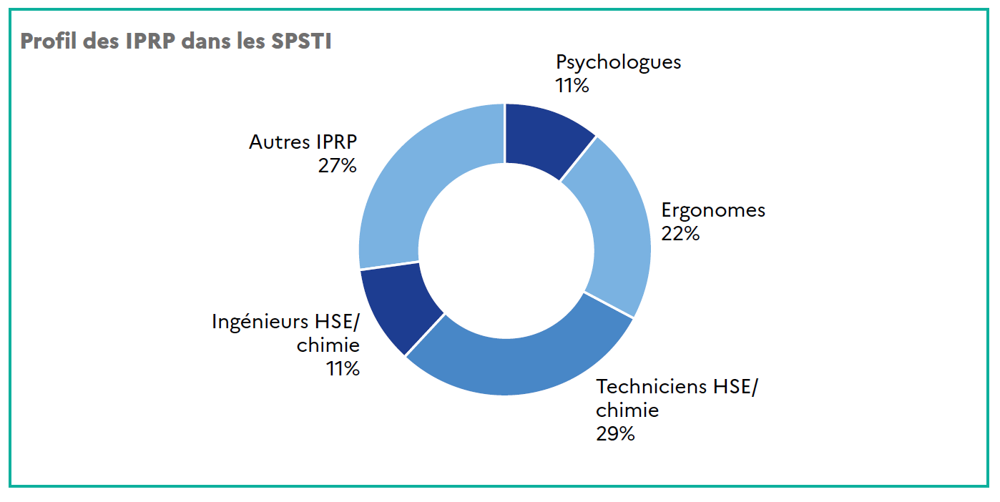 Profil des IPRP dans les SPSTI
Psychologues
11%
Ergonomes
22%
Techniciens HSE/
chimie
29%
Ingénieurs HSE/
chimie
11%
Autres IPRP
27%